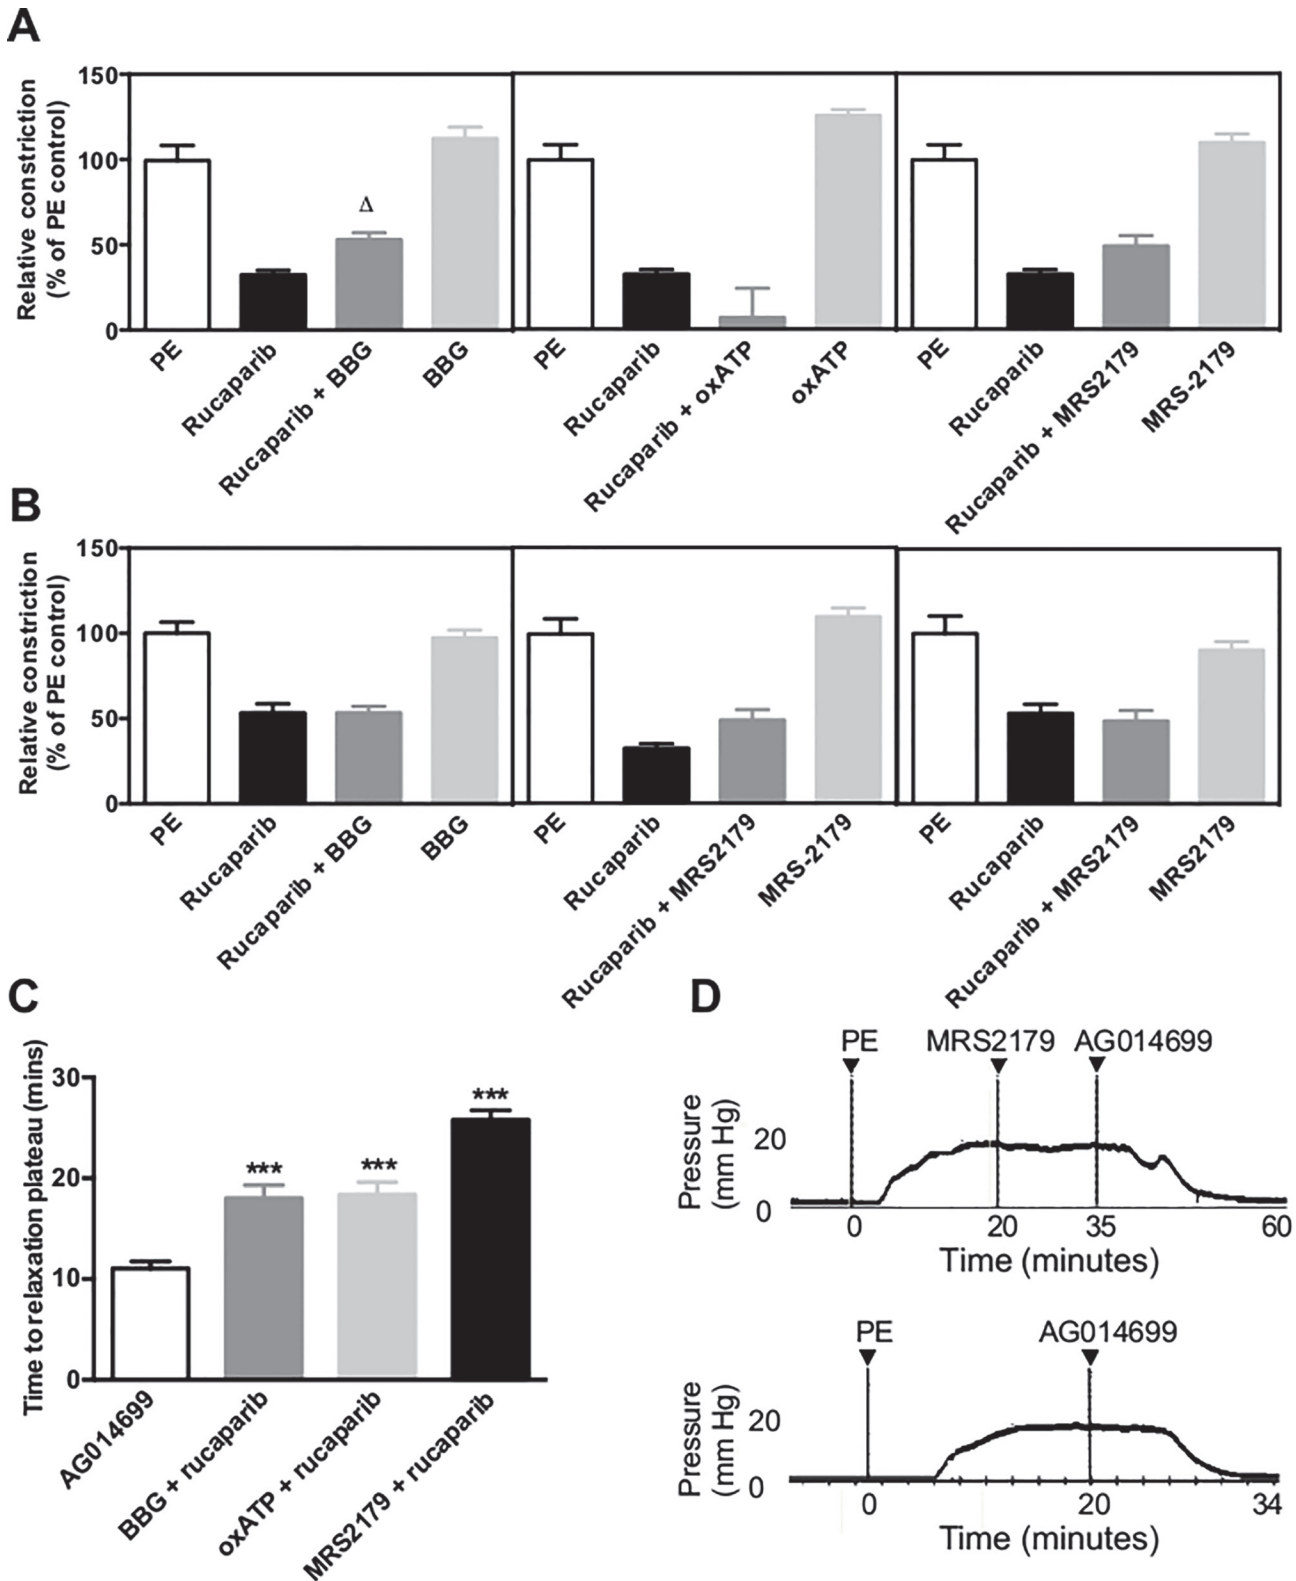 A
Relative constriction
(% of PE control)
150
100
50
0
Δ
PE
Rucaparib
Rucaparib + BBG
BBG
PE
Rucaparib
Rucaparib + oxATP
oxATP
PE
Rucaparib
Rucaparib + MRS2179
MRS-2179
B
Relative constriction
(% of PE control)
150
100
50
0
PE
Rucaparib
Rucaparib + BBG
BBG
PE
Rucaparib
Rucaparib + MRS2179
MRS-2179
PE
Rucaparib
Rucaparib + MRS2179
MRS2179
C
Time to relaxation plateau (mins)
30
20
10
0
***
***
***
AG014699
BBG + rucaparib
oxATP + rucaparib
MRS2179 + rucaparib
D
PE MRS2179 AG014699
Pressure
(mm Hg)
20
0
0 20 35 60
Time (minutes)
PE AG014699
Pressure
(mm Hg)
20
0
0 20 34
Time (minutes)